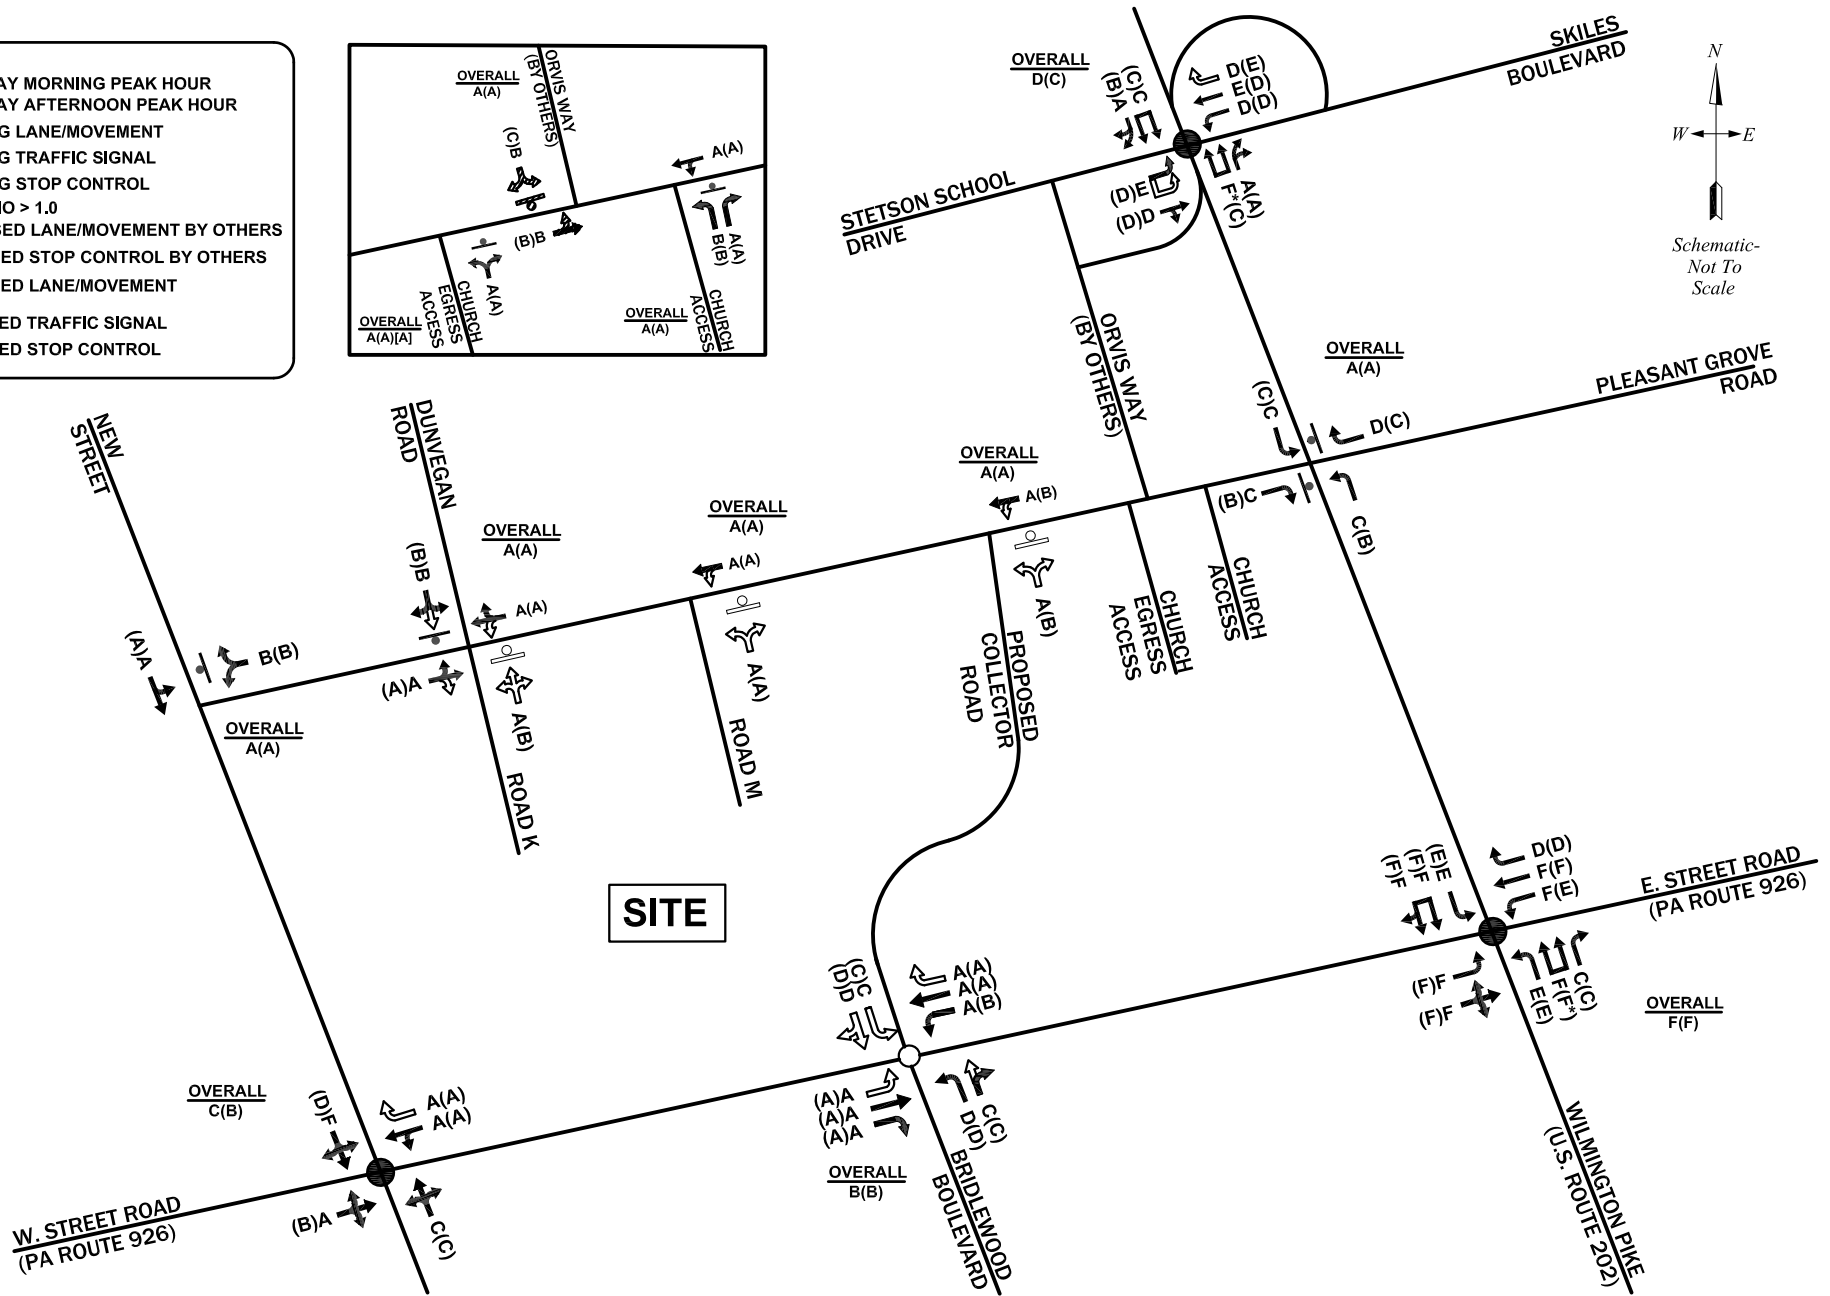 AY MORNING PEAK HOUR
AY AFTERNOON PEAK HOUR
G LANE/MOVEMENT
G TRAFFIC SIGNAL
G STOP CONTROL
IO > 1.0
SED LANE/MOVEMENT BY OTHERS
ED STOP CONTROL BY OTHERS
ED LANE/MOVEMENT
ED TRAFFIC SIGNAL
ED STOP CONTROL
OVERALL
A(A)
ORVIS WAY
(BY OTHERS)
(C)B
A(A)
(B)B
A(A)
B(B)
A(A)
CHURCH
EGRESS
ACCESS
OVERALL
A(A)[A]
OVERALL
A(A)
CHURCH
ACCESS
OVERALL
D(C)
(C)C
(B)A
D(E)
E(D)
D(D)
SKILES
BOULEVARD
N
W
E
Schematic-
Not To
Scale
STETSON SCHOOL
DRIVE
(D)E
(D)D
A(A)
F*(C)
ORVIS WAY
(BY OTHERS)
OVERALL
A(A)
PLEASANT GROVE
ROAD
(C)C
D(C)
(B)C
C(B)
NEW
STREET
DUNVEGAN
ROAD
OVERALL
A(A)
A(B)
OVERALL
A(A)
A(A)
OVERALL
A(A)
(B)B
A(A)
(A)A
B(B)
(A)A
A(B)
A(A)
A(B)
OVERALL
A(A)
ROAD K
ROAD M
PROPOSED
COLLECTOR
ROAD
CHURCH
EGRESS
ACCESS
CHURCH
ACCESS
SITE
(E)E
(F)F
(F)F
D(D)
F(F)
F(E)
E. STREET ROAD
(PA ROUTE 926)
(F)F
(F)F
C(C)
F(F*)
E(E)
OVERALL
F(F)
(C)C
(D)D
A(A)
A(A)
A(B)
(A)A
(A)A
(A)A
C(C)
D(D)
OVERALL
B(B)
BRIDLEWOOD
BOULEVARD
WILMINGTON PIKE
(U.S. ROUTE 202)
OVERALL
C(B)
(D)F
A(A)
A(A)
(B)A
C(C)
W. STREET ROAD
(PA ROUTE 926)